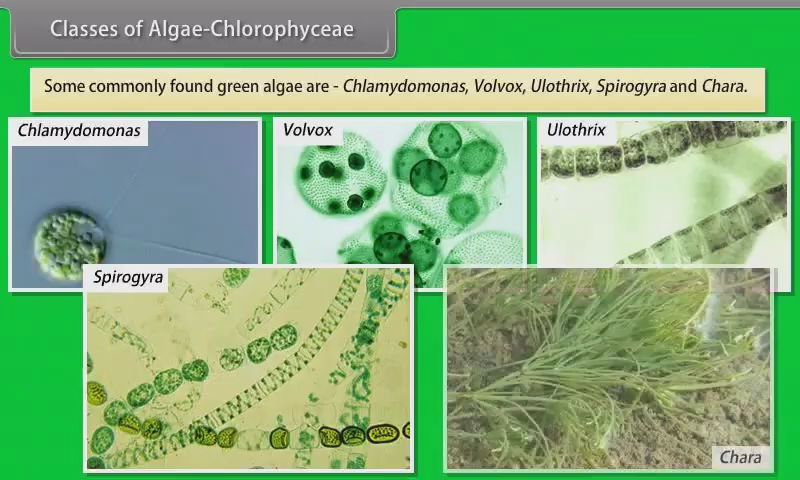 Classes of Algae-Chlorophyceae
Some commonly found green algae are - Chlamydomonas, Volvox, Ulothrix, Spirogyra and Chara.
Chlamydomonas
Volvox
Ulothrix
Spirogyra
Chara